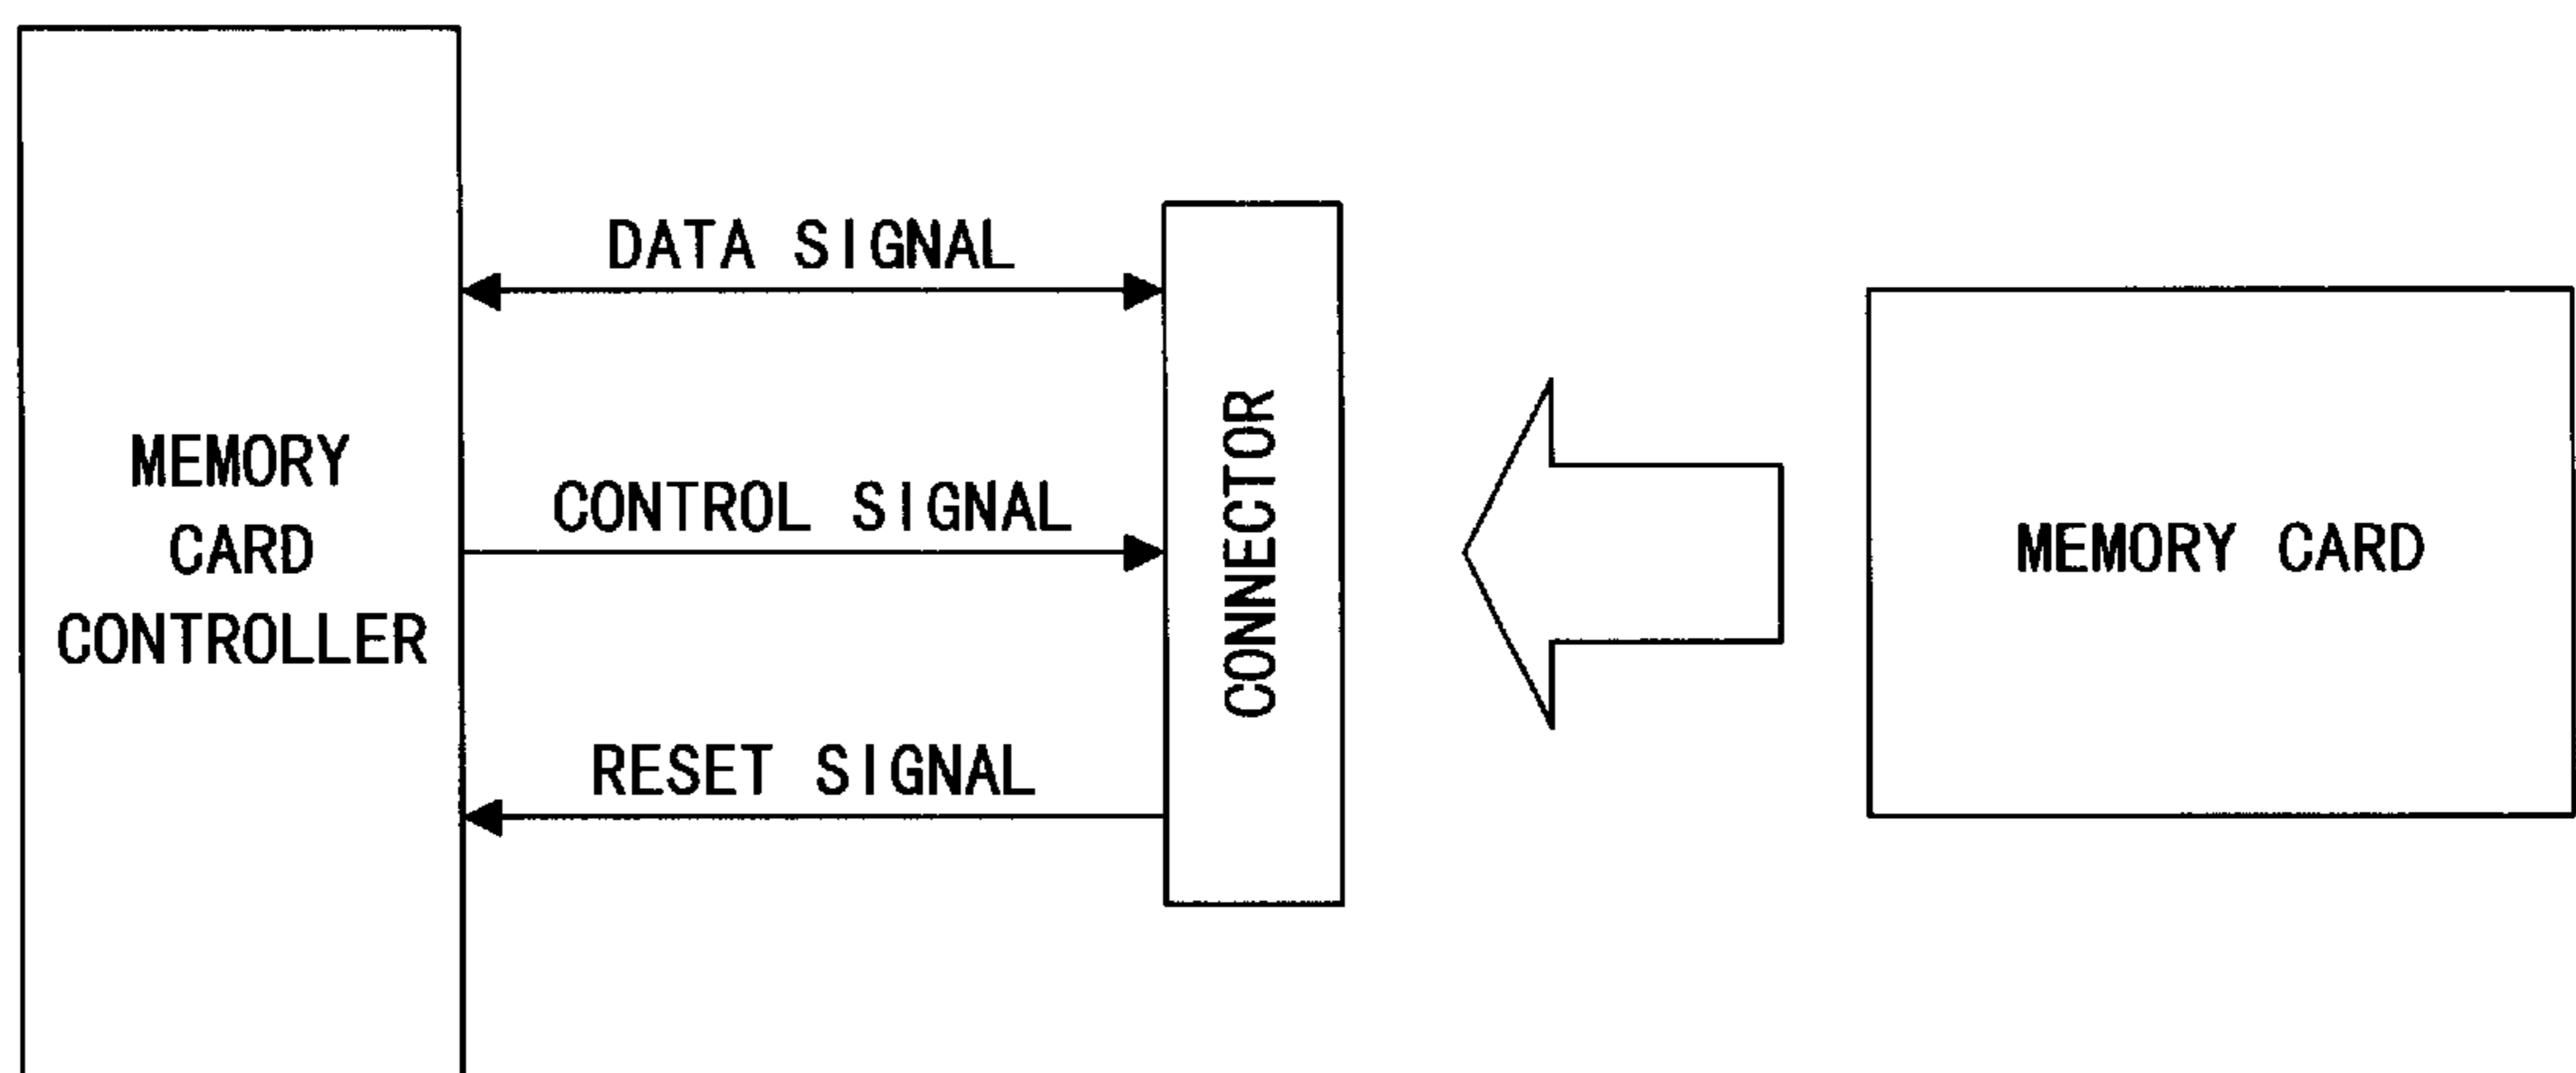 MEMORY
CARD
CONTROLLER
DATA SIGNAL
CONTROL SIGNAL
RESET SIGNAL
CONNECTOR
MEMORY CARD